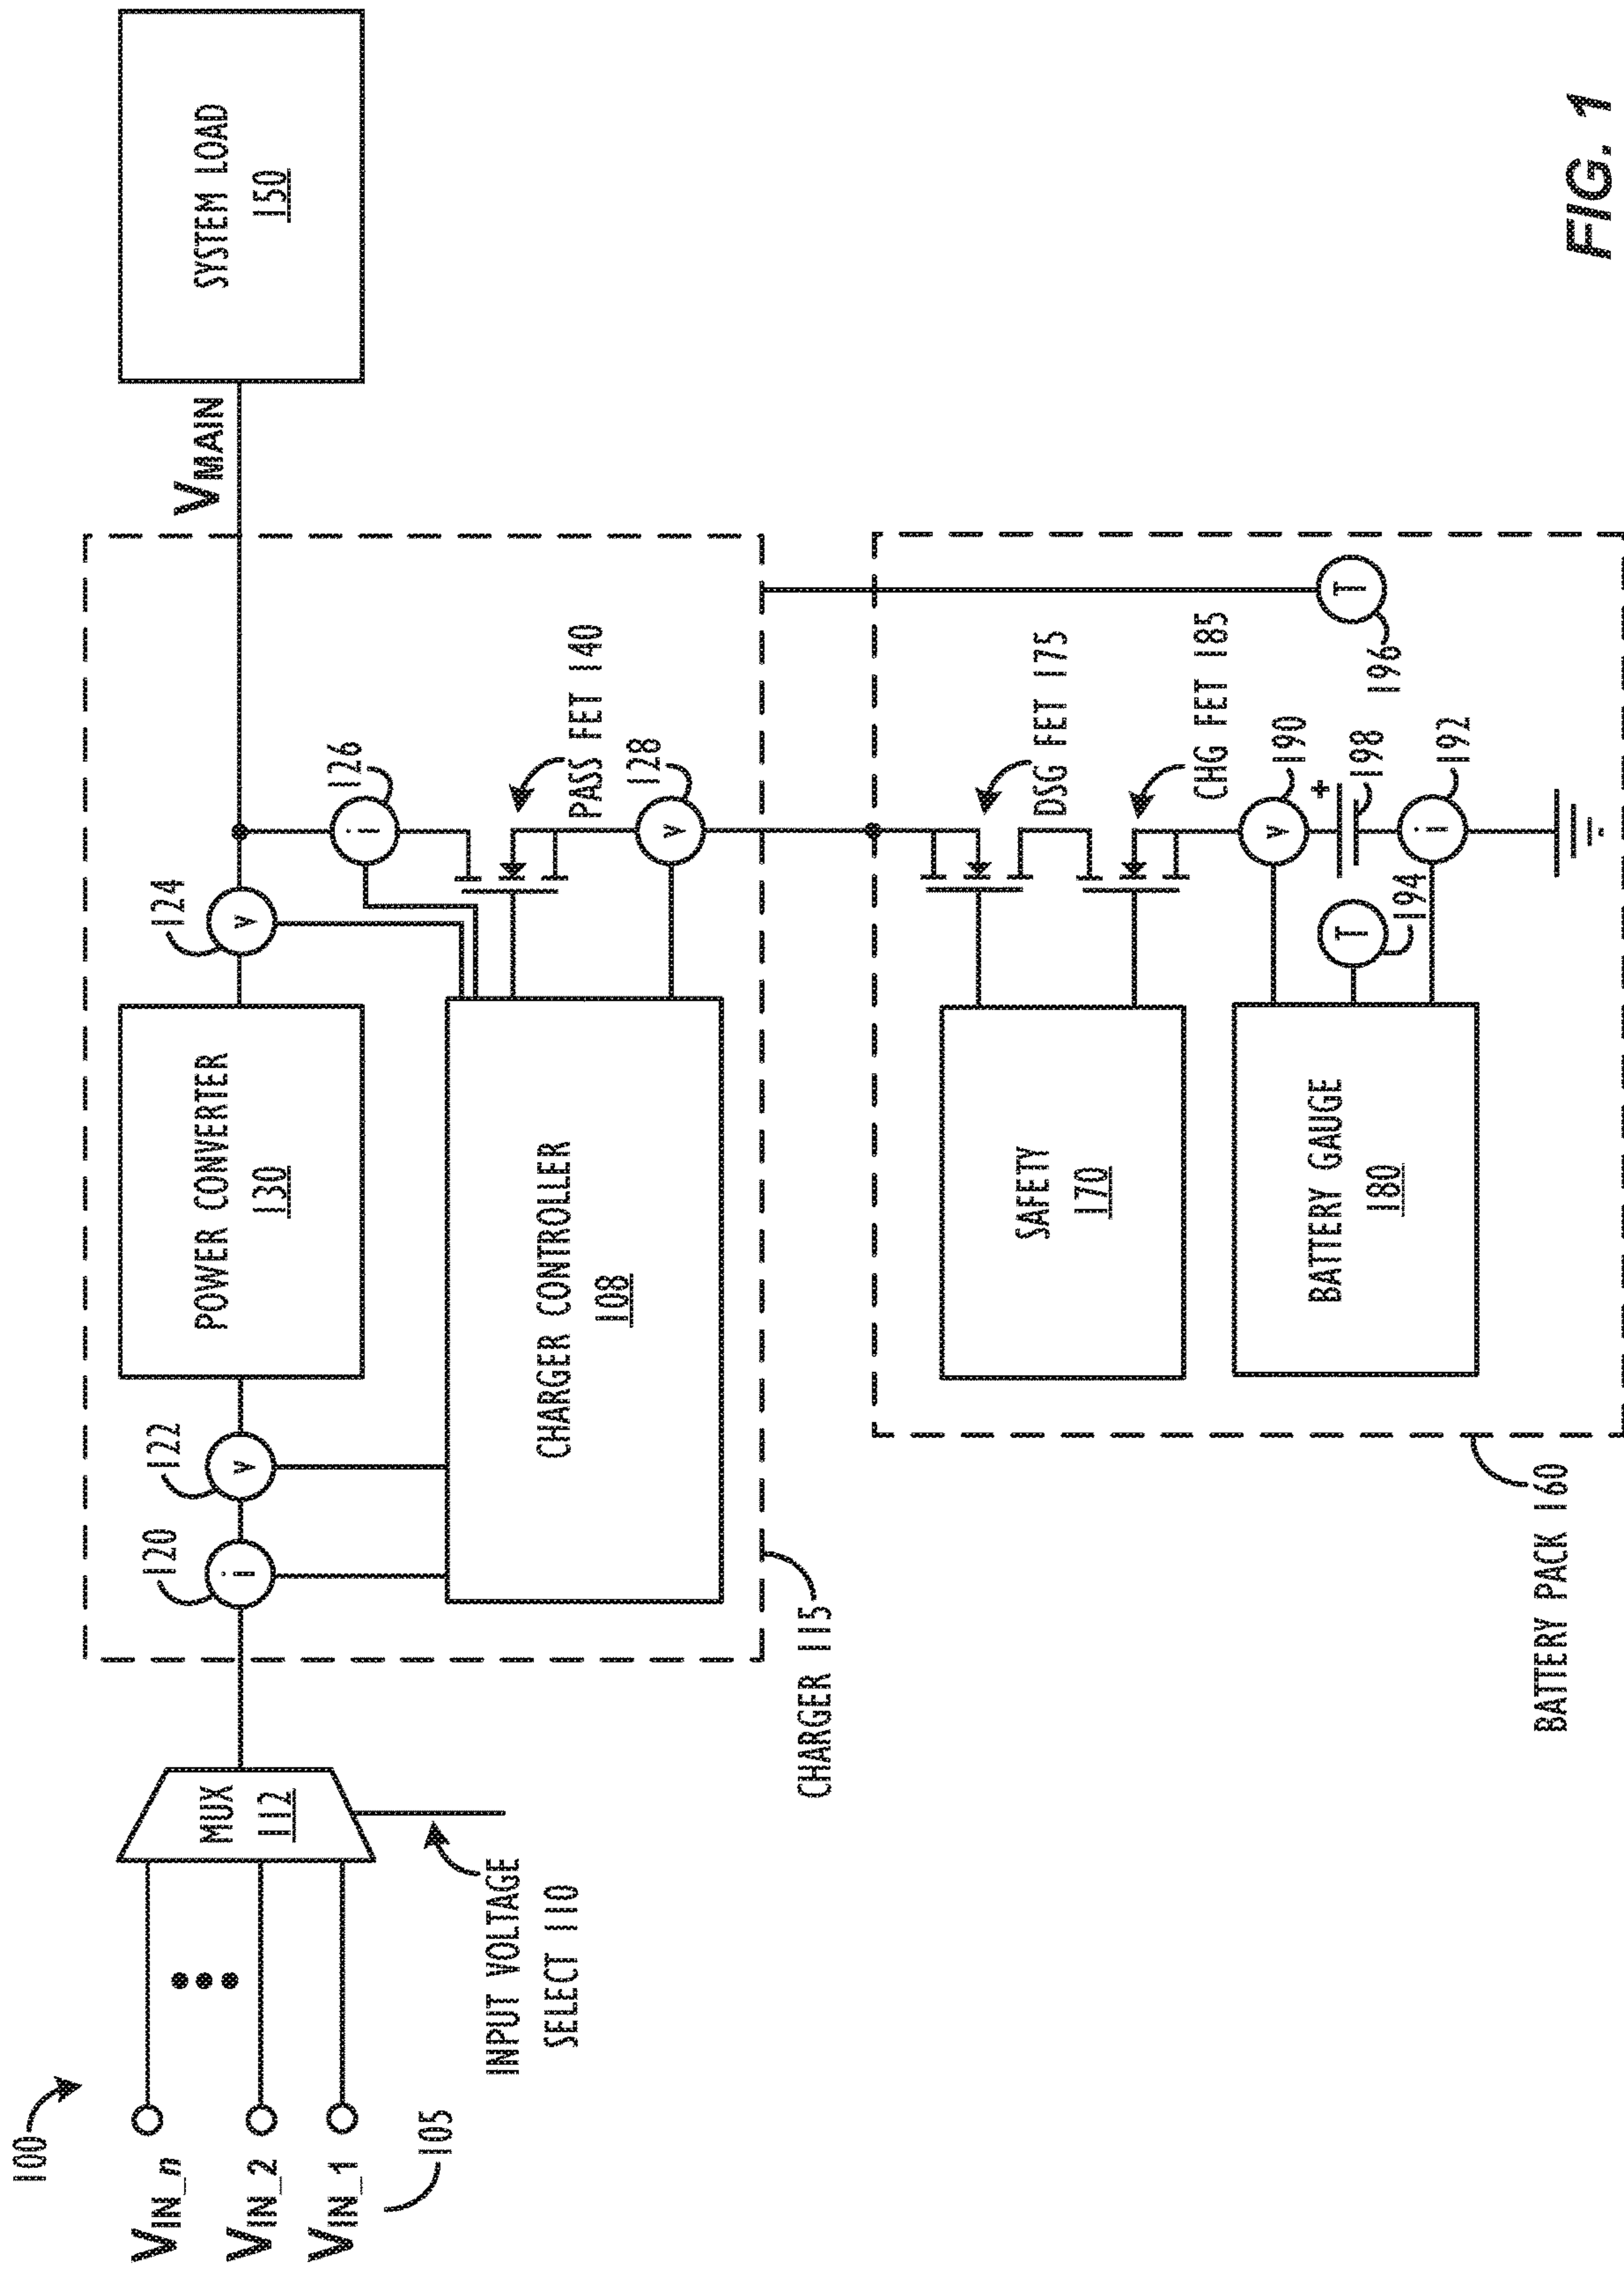 100
VIN_n
VIN_2
VIN_1
105
MUX
112
INPUT VOLTAGE
SELECT 110
120
i
122
v
POWER CONVERTER
130
124
v
VMAIN
SYSTEM LOAD
150
126
i
CHARGER CONTROLLER
108
PASS FET 140
128
v
CHARGER 115
SAFETY
170
DSG FET 175
CHG FET 185
BATTERY GAUGE
180
190
v
+
198
T
194
192
i
T
196
BATTERY PACK 160
FIG. 1